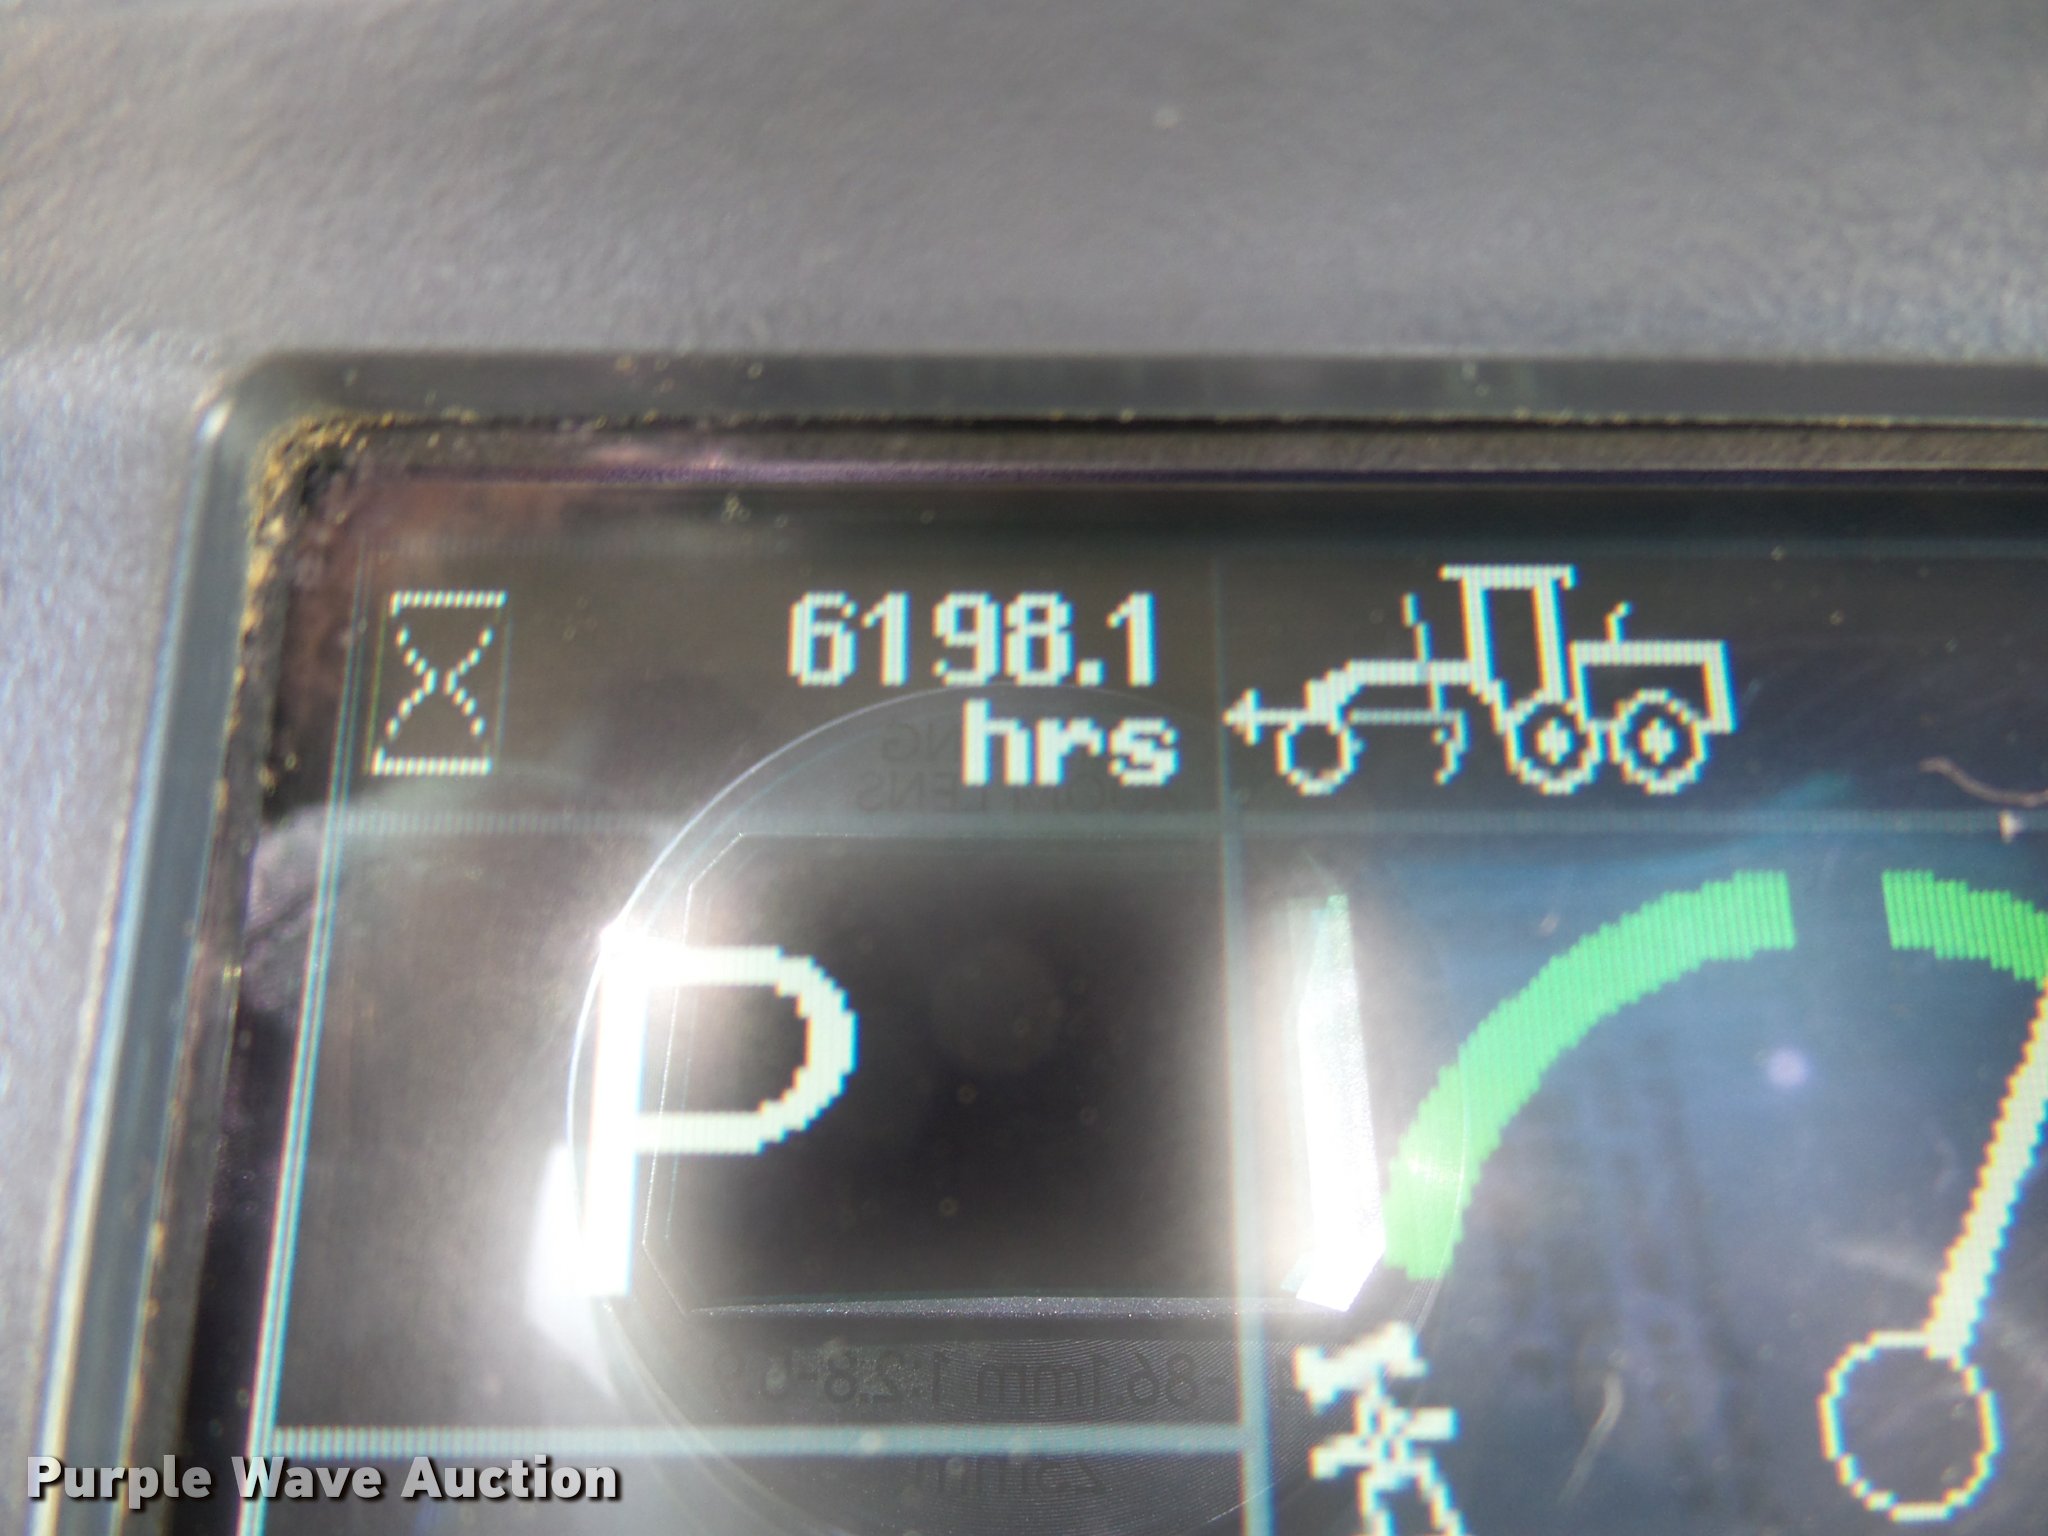 6198.1
hrs
P
Purple Wave Auction